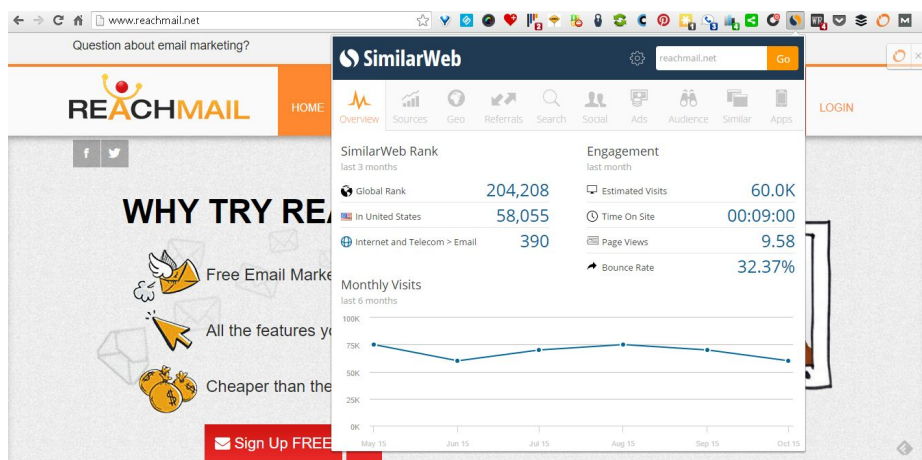 www.reachmail.net
Question about email marketing?
REACHMAIL
HOME
LOGIN
WHY TRY REA
Free Email Marke
All the features yo
Cheaper than the
Sign Up FREE
SimilarWeb
reachmail.net
Go
Overview
Sources
Geo
Referrals
Search
Social
Ads
Audience
Similar
Apps
SimilarWeb Rank
last 3 months
Global Rank 204,208
In United States 58,055
Internet and Telecom > Email 390
Engagement
last month
Estimated Visits 60.0K
Time On Site 00:09:00
Page Views 9.58
Bounce Rate 32.37%
Monthly Visits
last 6 months
100K
75K
50K
25K
0K
May 15
Jun 15
Jul 15
Aug 15
Sep 15
Oct 15